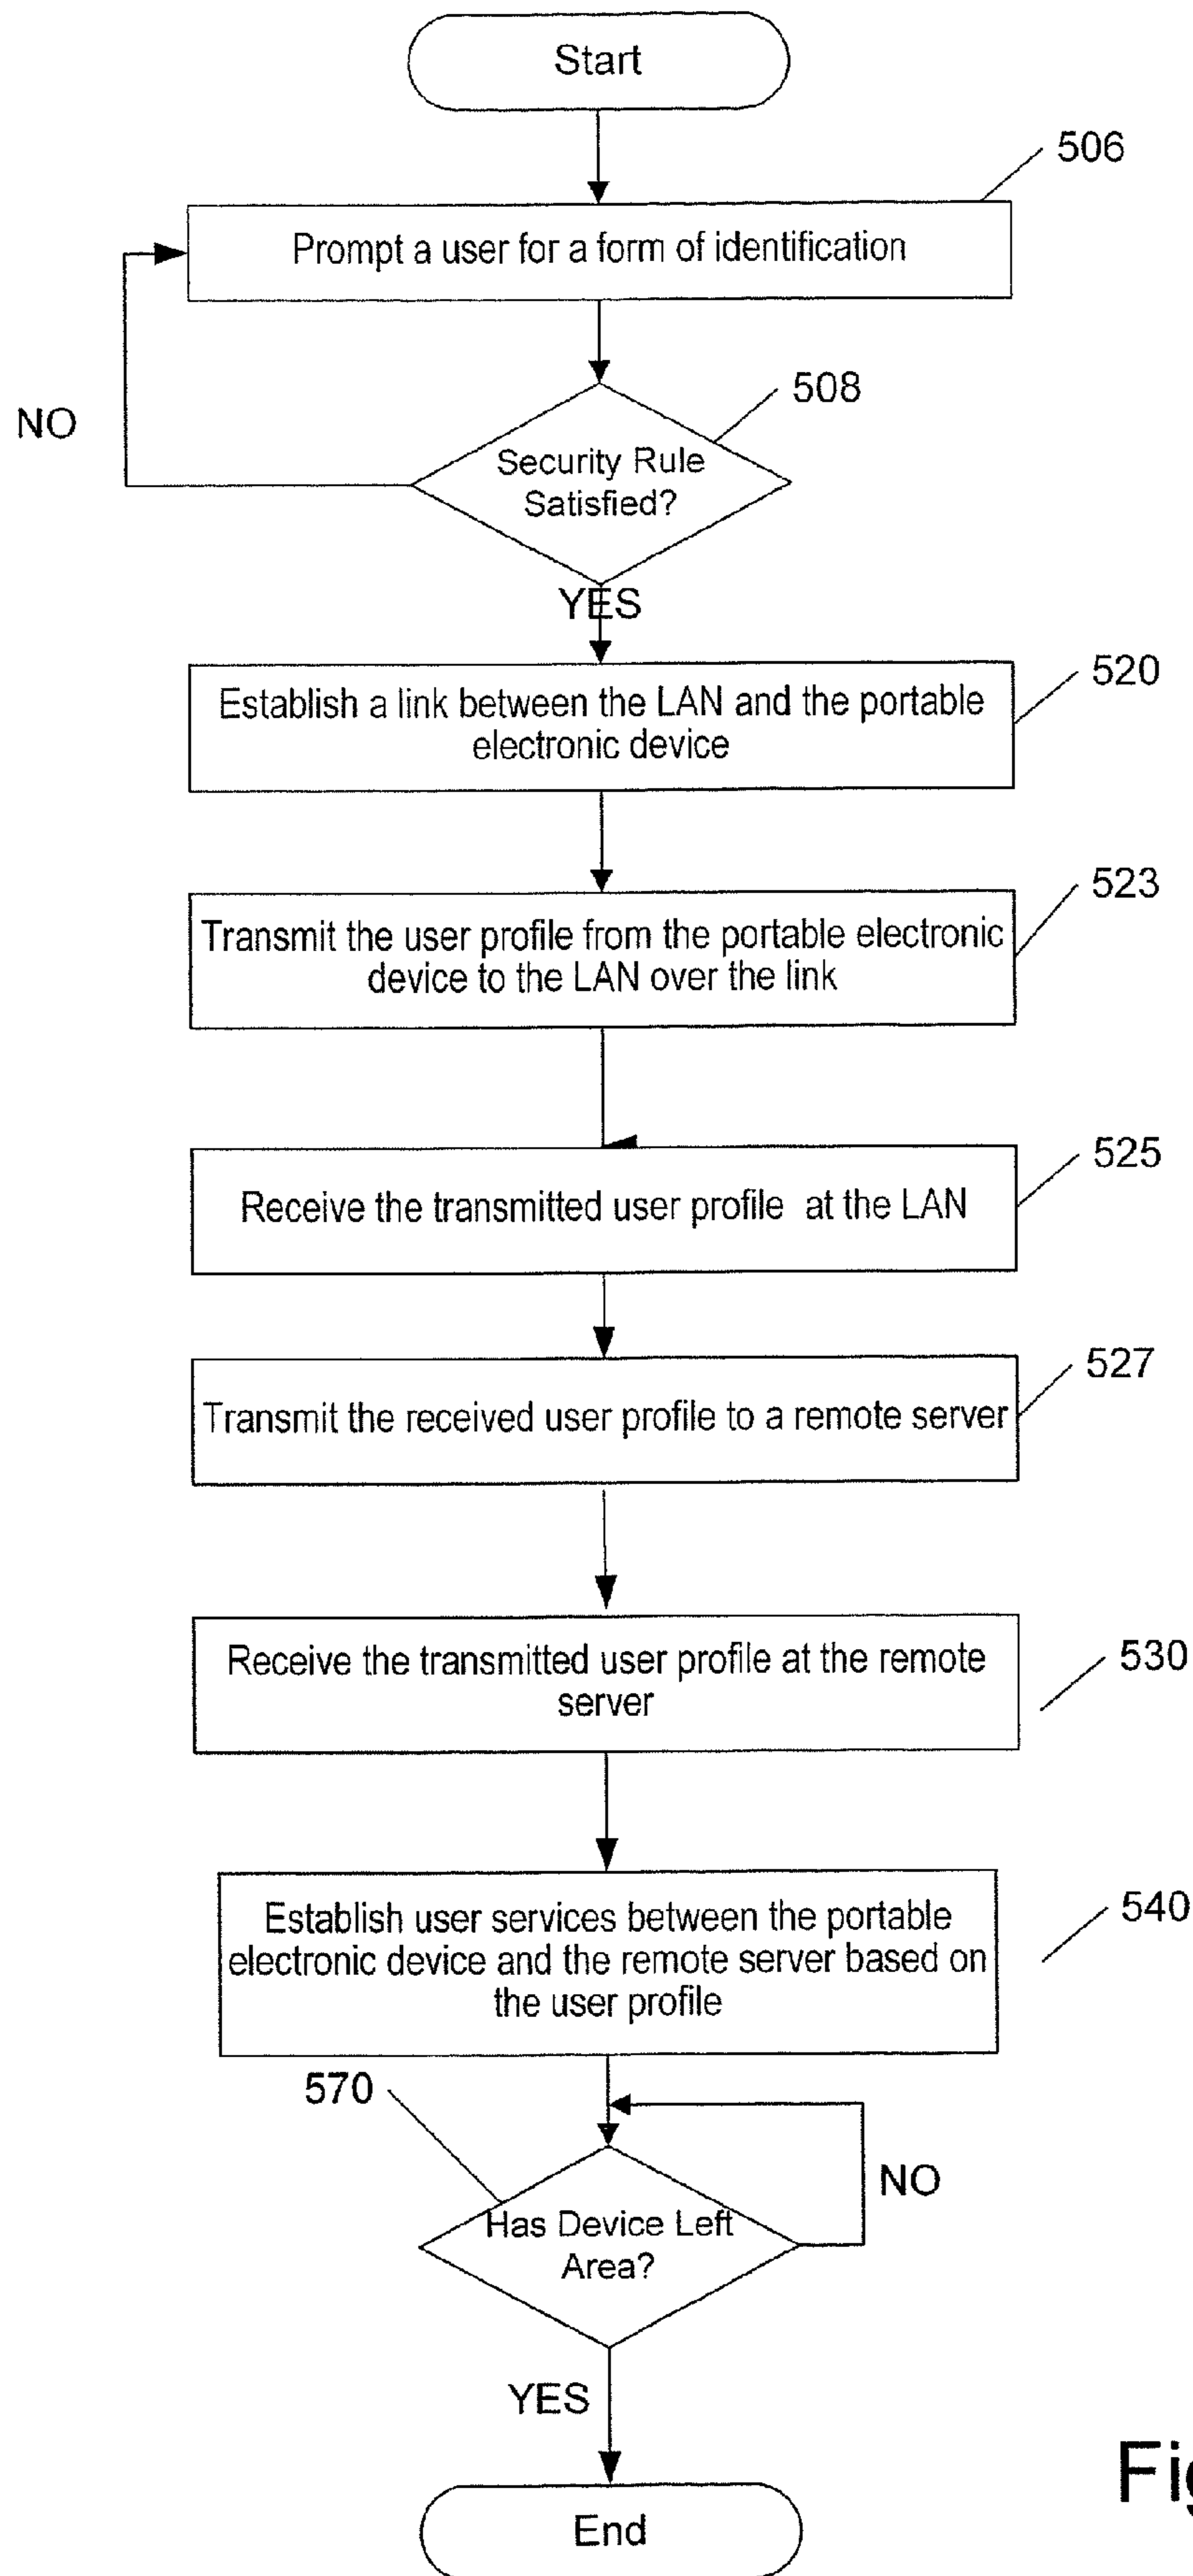 Start
506
Prompt a user for a form of identification
508
NO
Security Rule
Satisfied?
YES
520
Establish a link between the LAN and the portable
electronic device
523
Transmit the user profile from the portable electronic
device to the LAN over the link
525
Receive the transmitted user profile at the LAN
527
Transmit the received user profile to a remote server
530
Receive the transmitted user profile at the remote
server
540
Establish user services between the portable
electronic device and the remote server based on
the user profile
570
NO
Has Device Left
Area?
YES
End